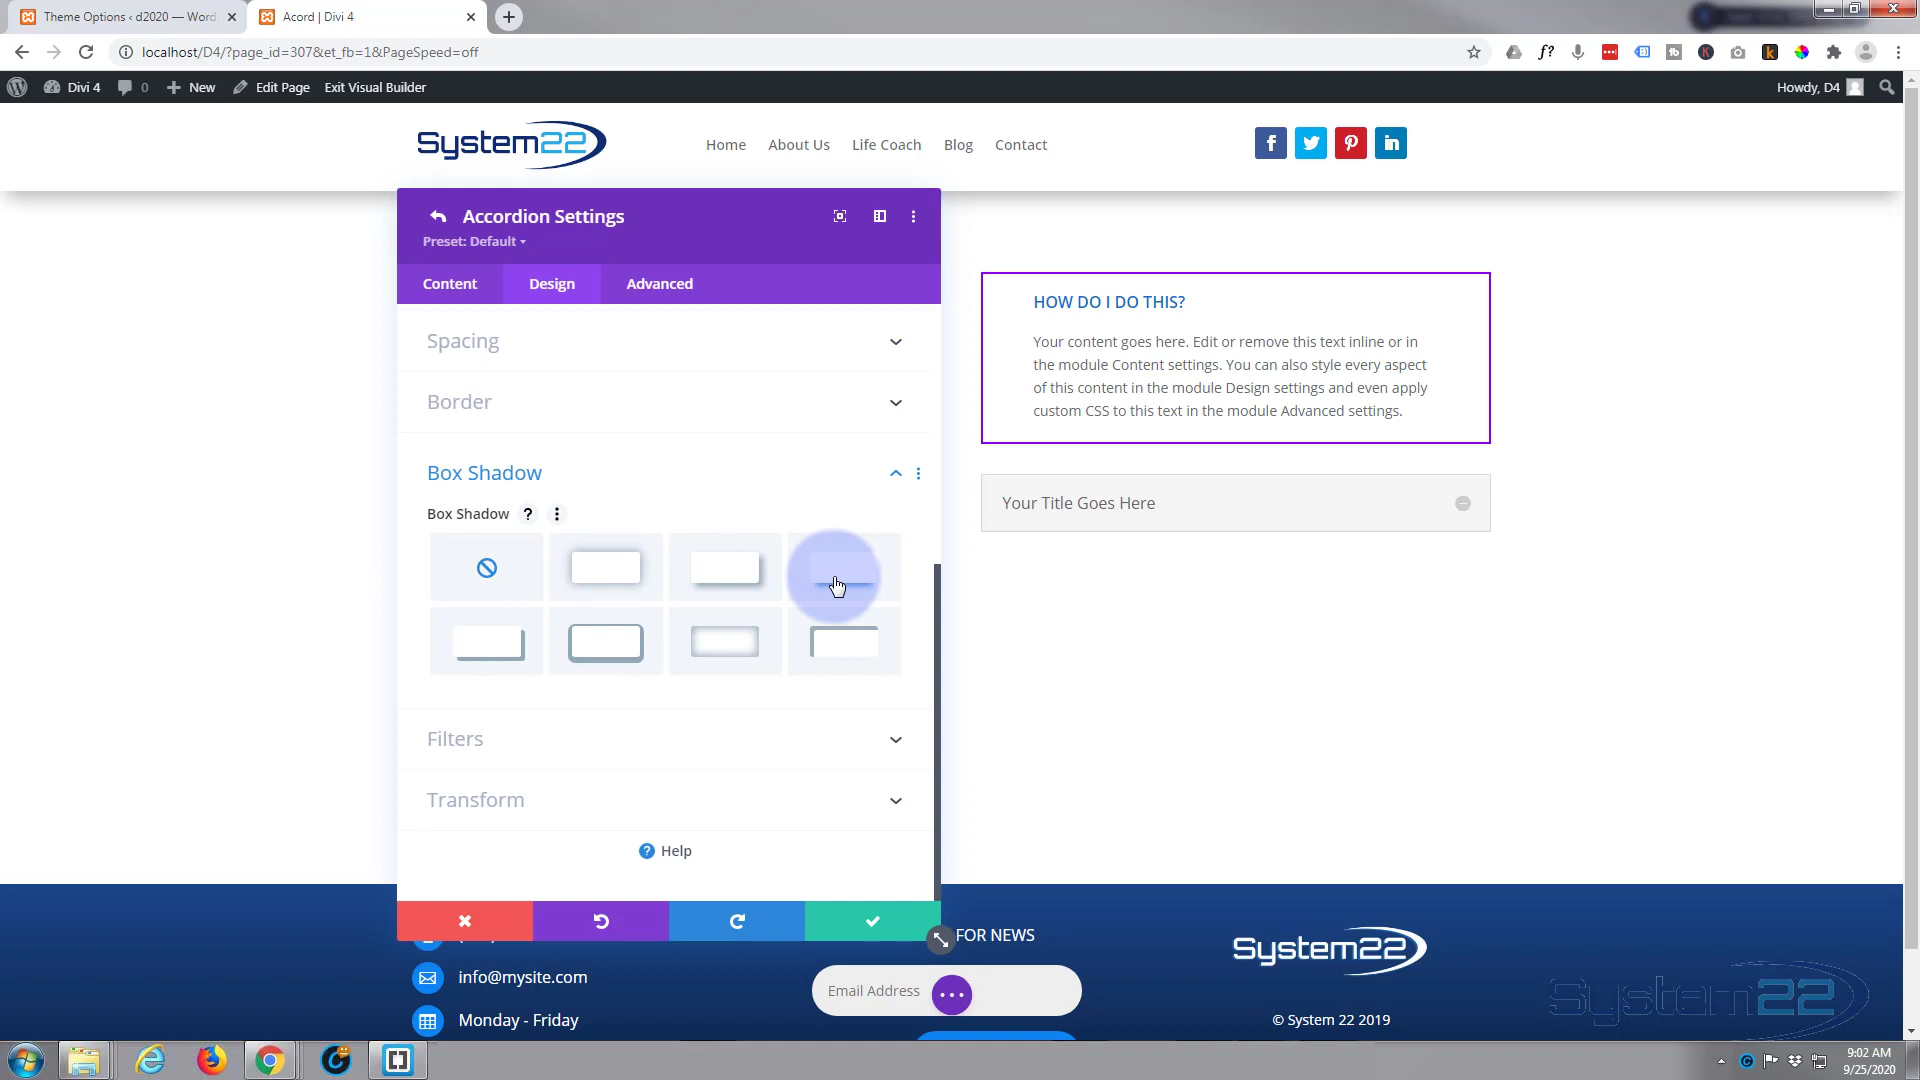 Theme Options ‹ d2020 — Word
Acord | Divi 4
localhost/D4/?page_id=307&et_fb=1&PageSpeed=off
Divi 4
0
New
Edit Page
Exit Visual Builder
Howdy, D4
System22
Home
About Us
Life Coach
Blog
Contact
Accordion Settings
Preset: Default
Content
Design
Advanced
Spacing
Border
Box Shadow
Box Shadow
Filters
Transform
Help
HOW DO I DO THIS?
Your content goes here. Edit or remove this text inline or in
the module Content settings. You can also style every aspect
of this content in the module Design settings and even apply
custom CSS to this text in the module Advanced settings.
Your Title Goes Here
FOR NEWS
info@mysite.com
Email Address
Monday - Friday
System22
© System 22 2019
System22
9:02 AM
9/25/2020